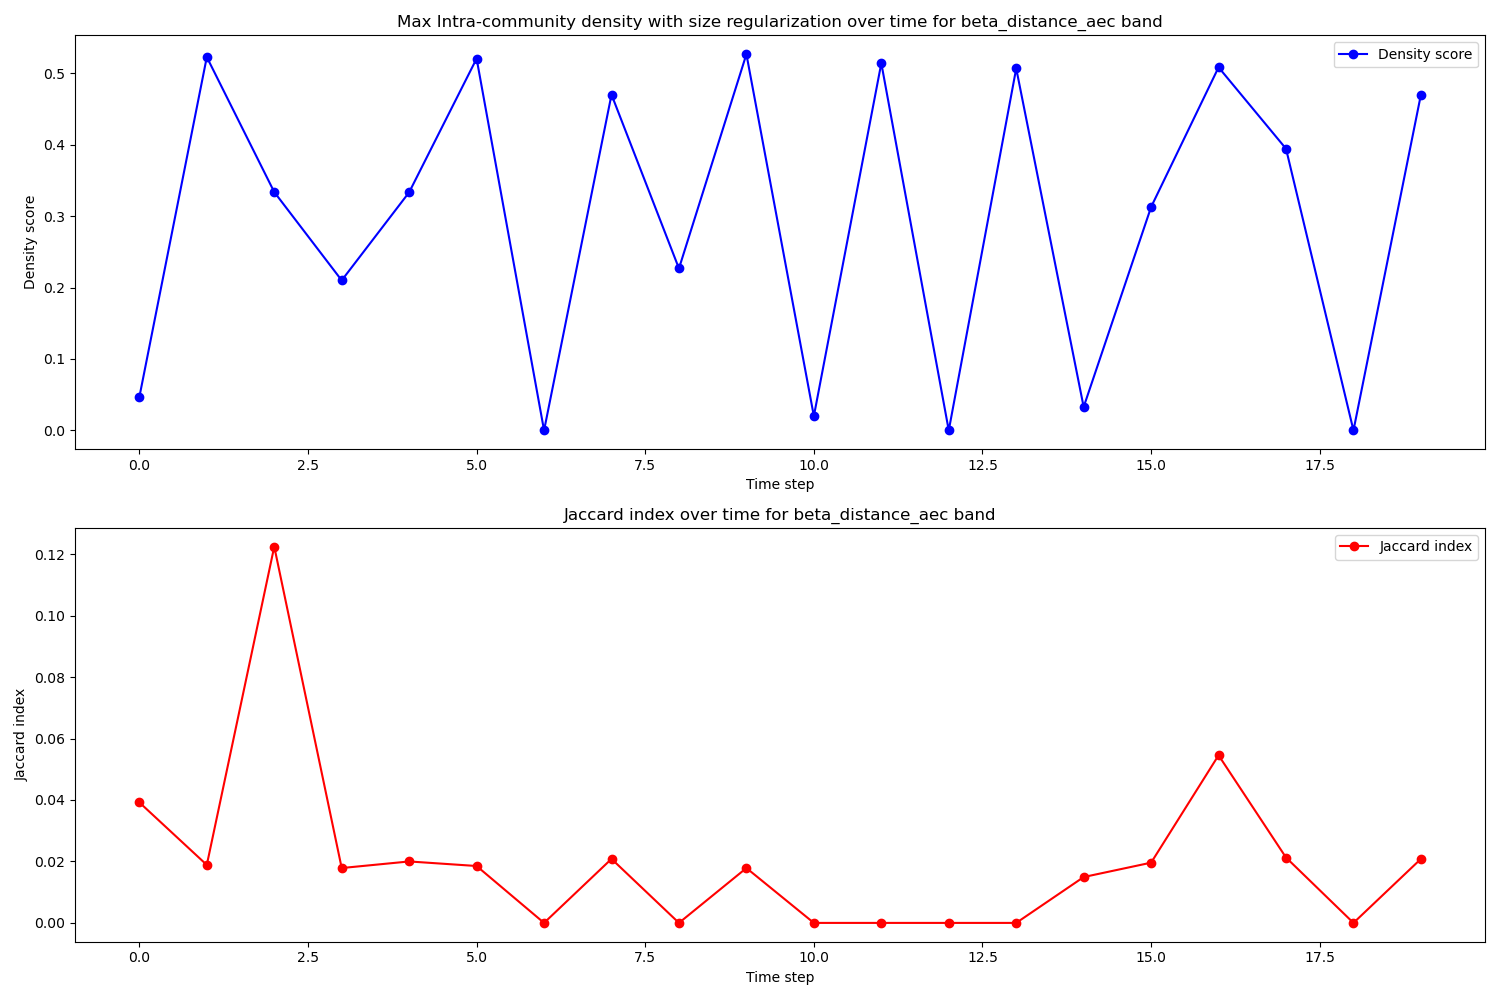 Max Intra-community density with size regularization over time for beta_distance_aec band
Density score
Density score
0.5
0.4
0.3
0.2
0.1
0.0
0.0 2.5 5.0 7.5 10.0 12.5 15.0 17.5
Time step
Jaccard index over time for beta_distance_aec band
Jaccard index
Jaccard index
0.12
0.10
0.08
0.06
0.04
0.02
0.00
0.0 2.5 5.0 7.5 10.0 12.5 15.0 17.5
Time step